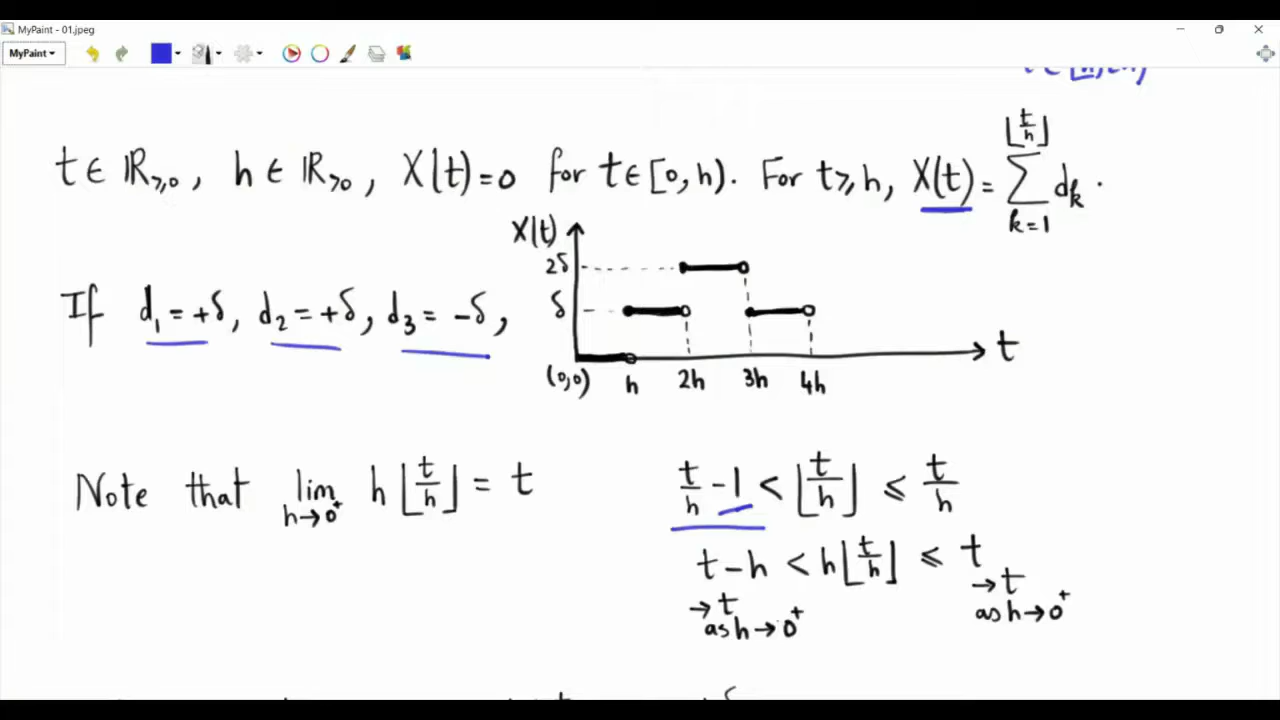 MyPaint - 01.jpeg
MyPaint
t ∈ ℝ≥0, h ∈ ℝ>0, X(t)=0 for t∈[0,h). For t≥h, X(t) = ∑_{k=1}^{⌊t/h⌋} d_k.
X(t)
2δ
If d₁=+δ, d₂=+δ, d₃=-δ,
δ
t
(0,0) h 2h 3h 4h
Note that lim_{h→0⁺} h⌊t/h⌋ = t
t/h -1 < ⌊t/h⌋ ≤ t/h
t-h < h⌊t/h⌋ ≤ t
→t as h→0⁺
→t as h→0⁺